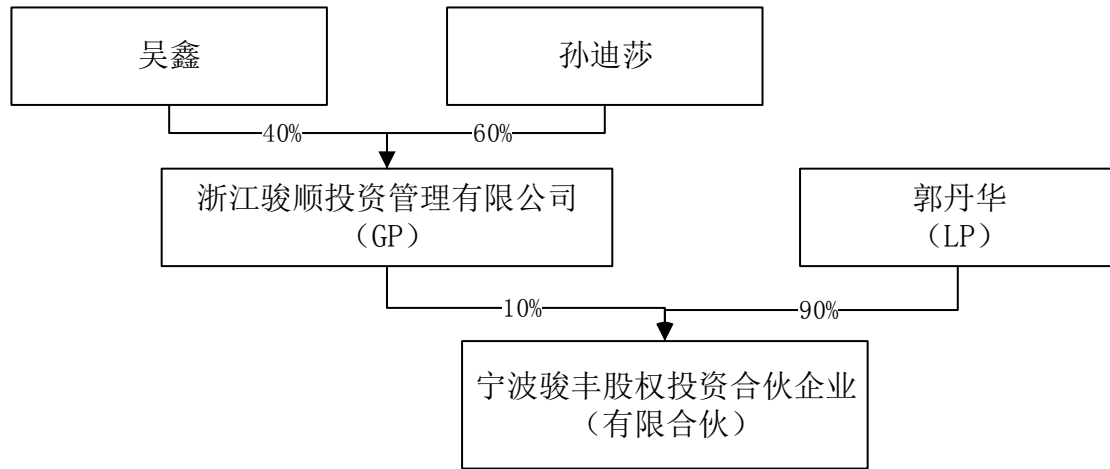 吴鑫
孙迪莎
40%
60%
浙江骏顺投资管理有限公司
（GP）
郭丹华
（LP）
10%
90%
宁波骏丰股权投资合伙企业
（有限合伙）